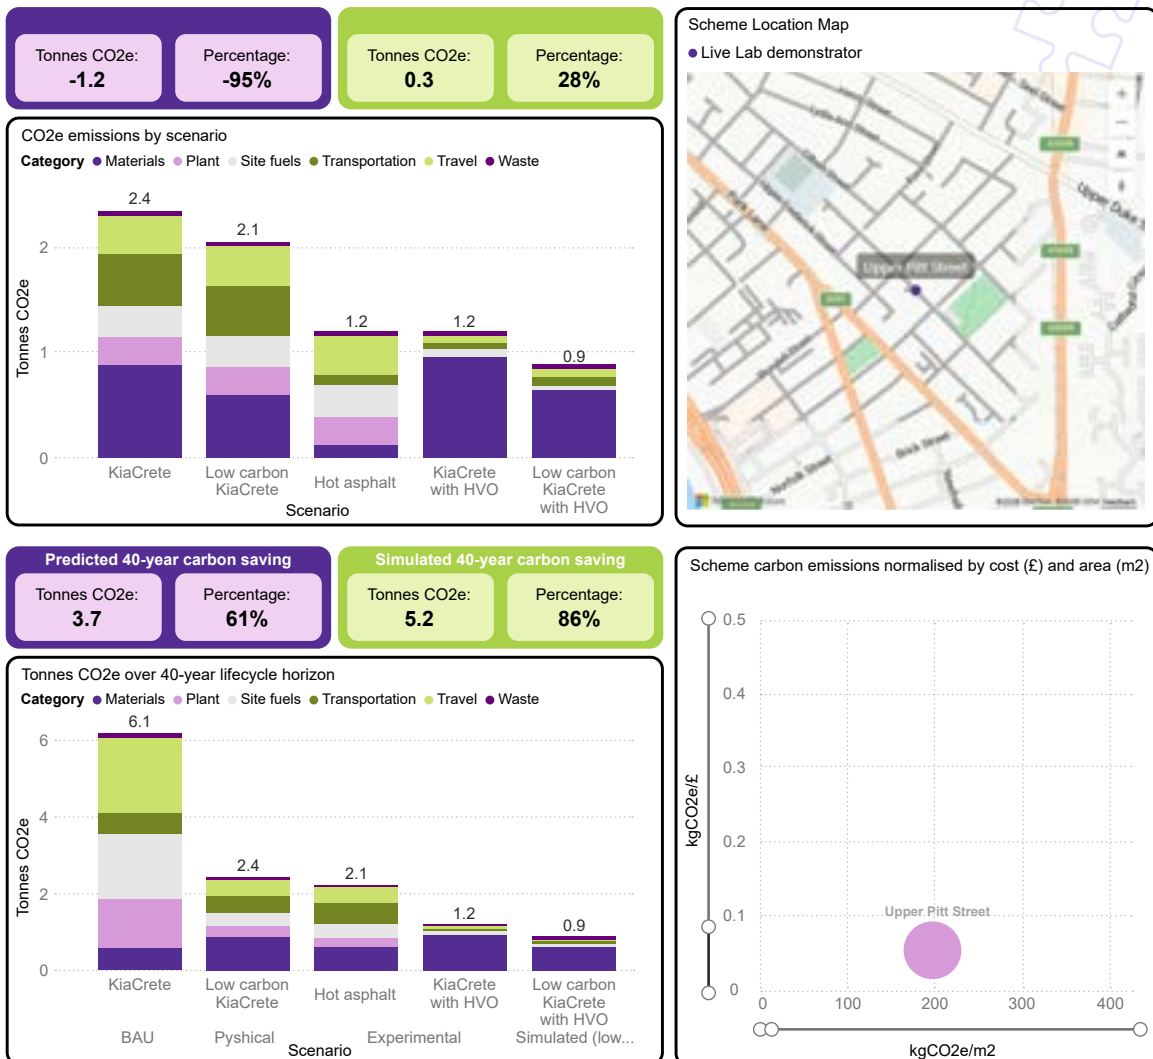 Tonnes CO2e:
-1.2
Percentage:
-95%
Tonnes CO2e:
0.3
Percentage:
28%
CO2e emissions by scenario
Category Materials Plant Site fuels Transportation Travel Waste
Tonnes CO2e
2
1
0
2.4
2.1
1.2
1.2
0.9
KiaCrete
Low carbon
KiaCrete
Hot asphalt
KiaCrete
with HVO
Low carbon
KiaCrete
with HVO
Scenario
Scheme Location Map
Live Lab demonstrator
Park Lane
Upper Duke S
Upper Pitt Street
Brick Street
Norfolk Street
Predicted 40-year carbon saving
Tonnes CO2e:
3.7
Percentage:
61%
Simulated 40-year carbon saving
Tonnes CO2e:
5.2
Percentage:
86%
Tonnes CO2e over 40-year lifecycle horizon
Category Materials Plant Site fuels Transportation Travel Waste
Tonnes CO2e
6
4
2
0
6.1
2.4
2.1
1.2
0.9
KiaCrete
Low carbon
KiaCrete
Hot asphalt
KiaCrete
with HVO
Low carbon
KiaCrete
with HVO
BAU
Pyshical
Experimental
Simulated (low...
Scenario
Scheme carbon emissions normalised by cost (£) and area (m2)
kgCO2e/£
0.5
0.4
0.3
0.2
0.1
0
Upper Pitt Street
0 100 200 300 400
kgCO2e/m2